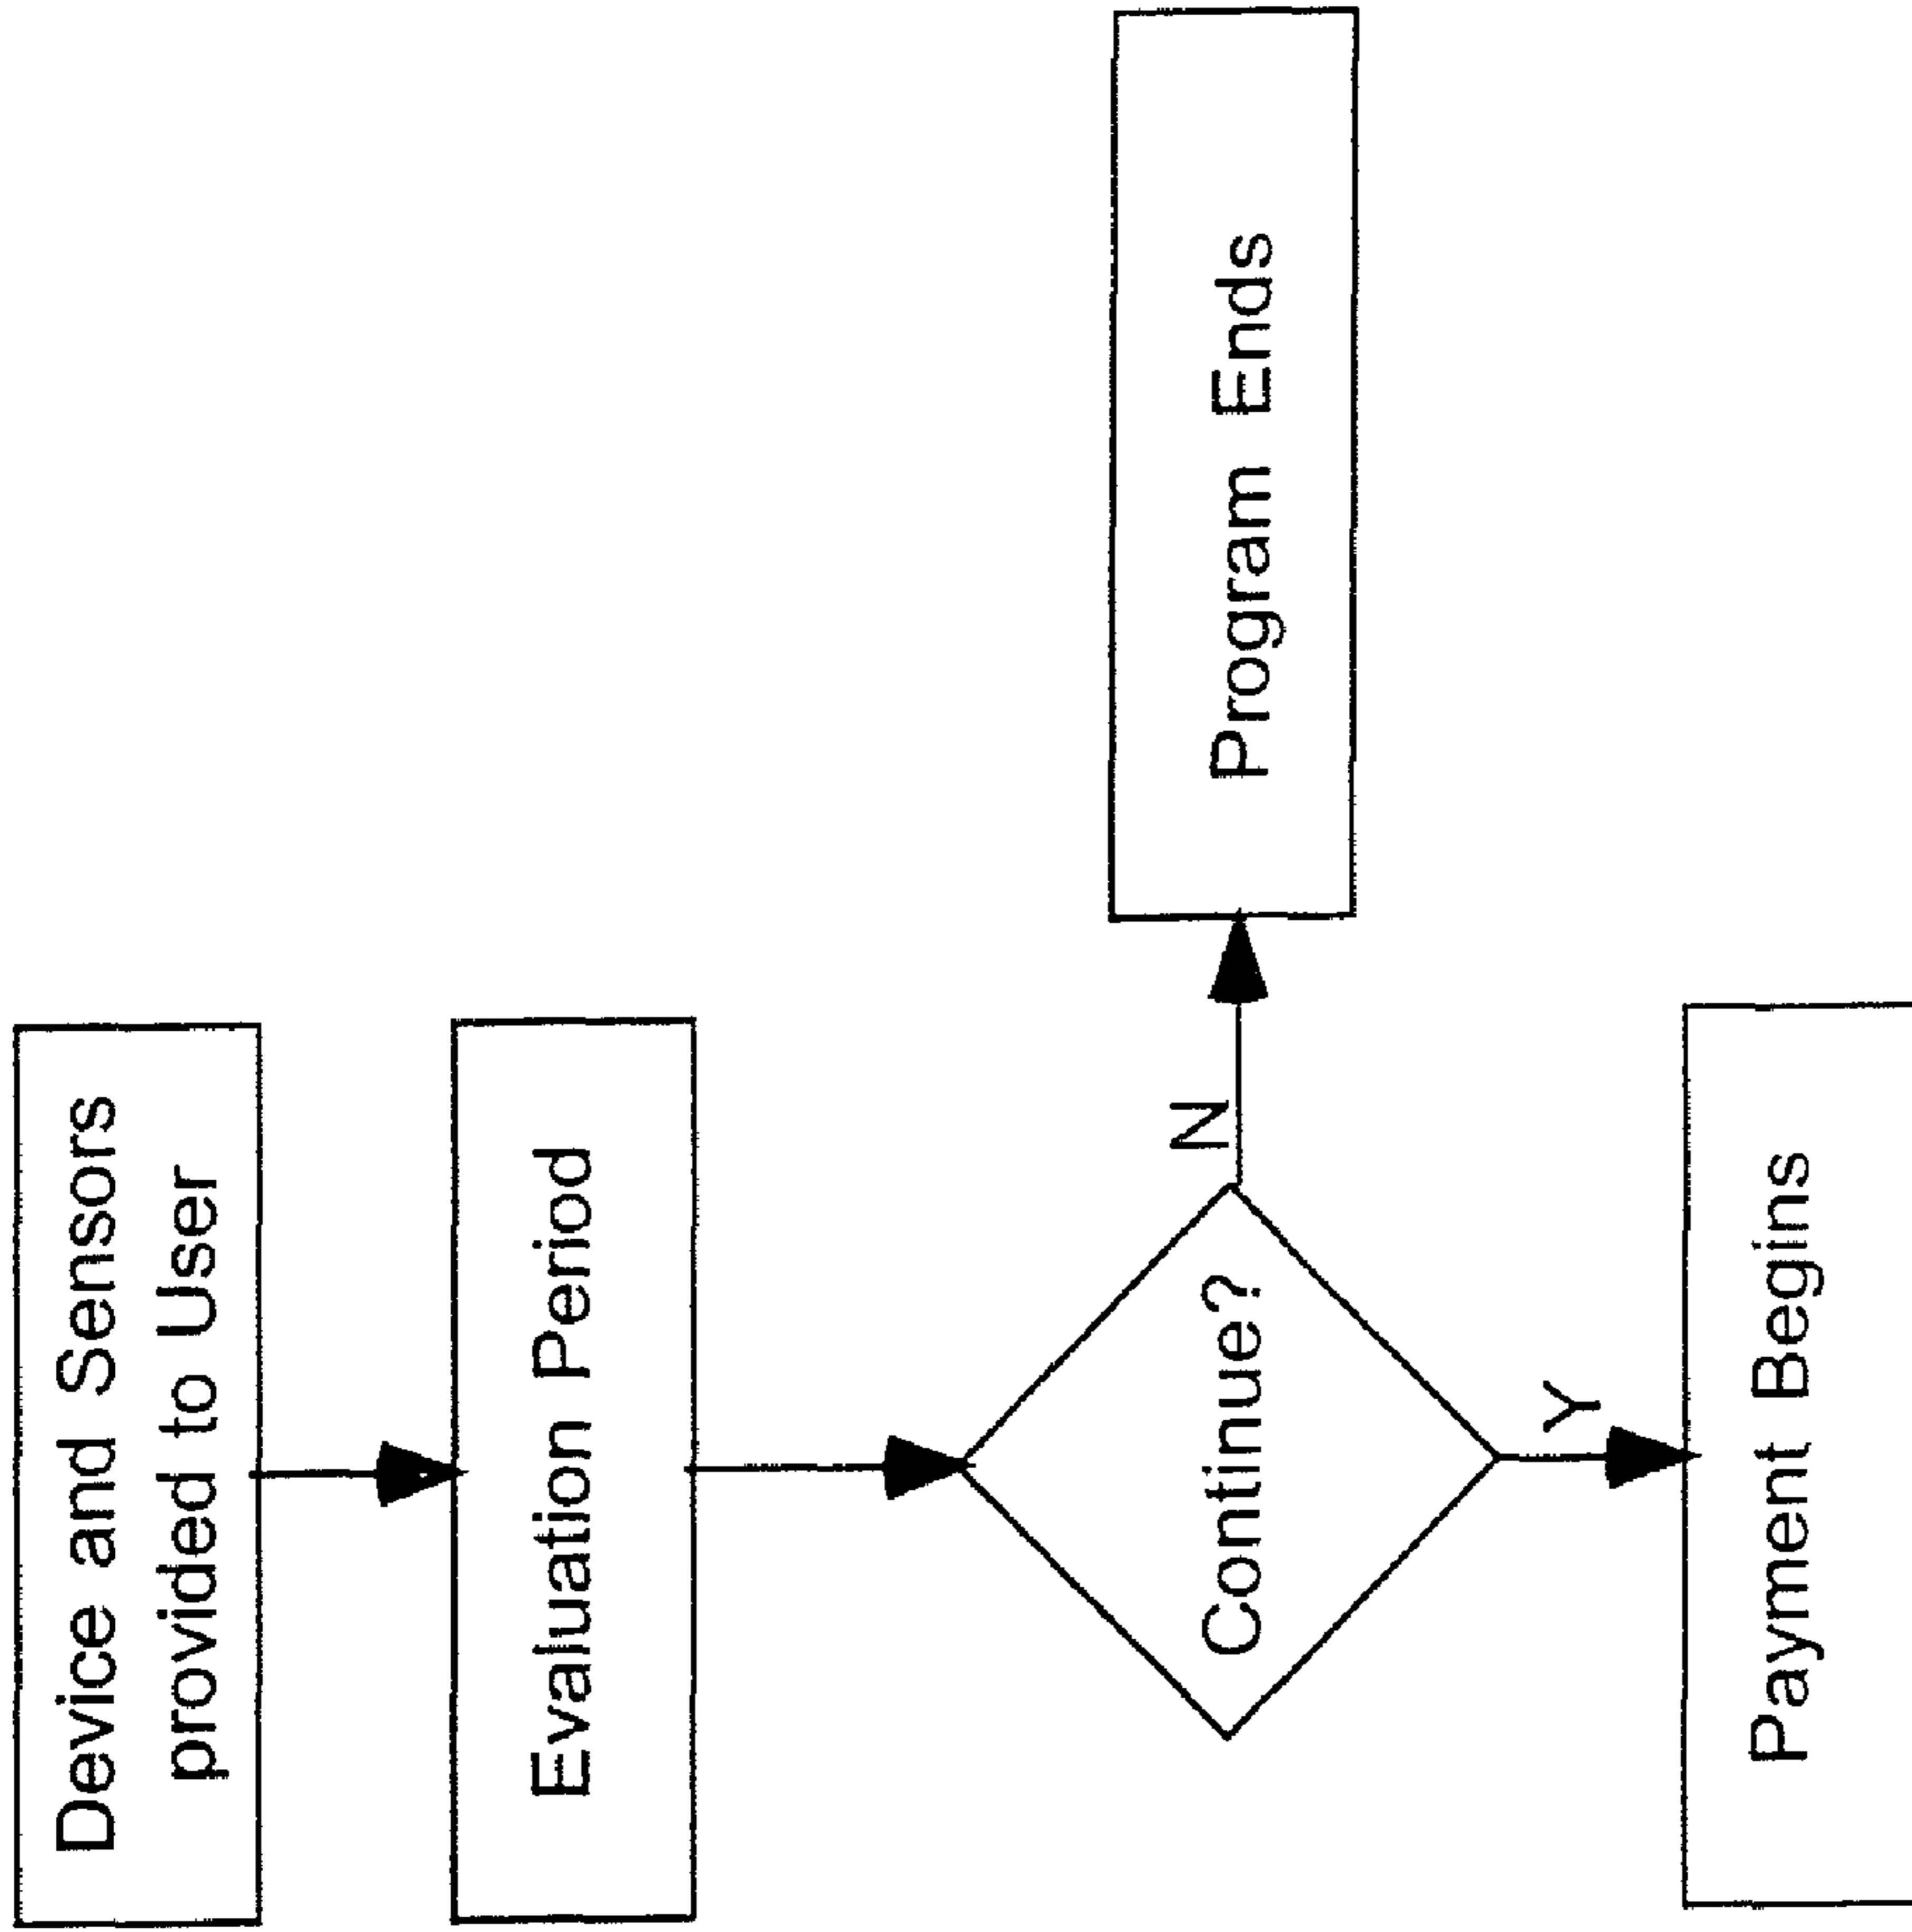 Device and Sensors
provided to User
Evaluation Period
Continue?
N
Program Ends
Y
Payment Begins